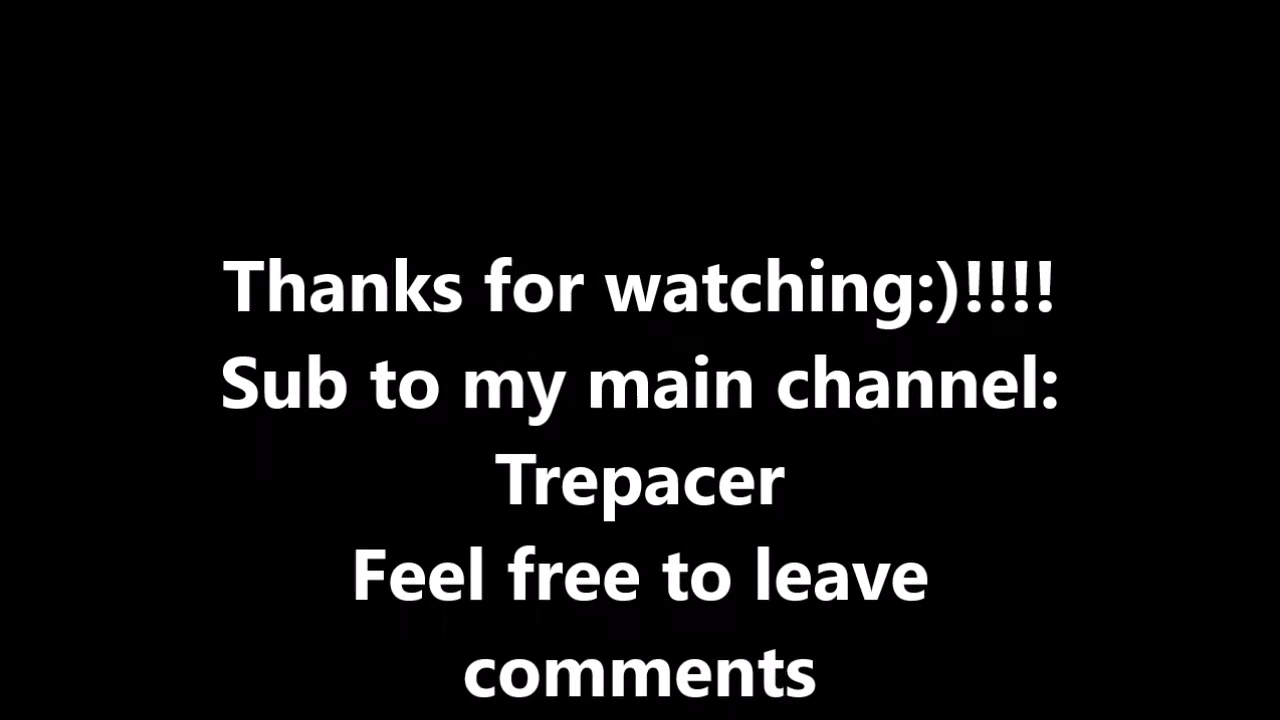 Thanks for watching:)!!!!
Sub to my main channel:
Trepacer
Feel free to leave
comments